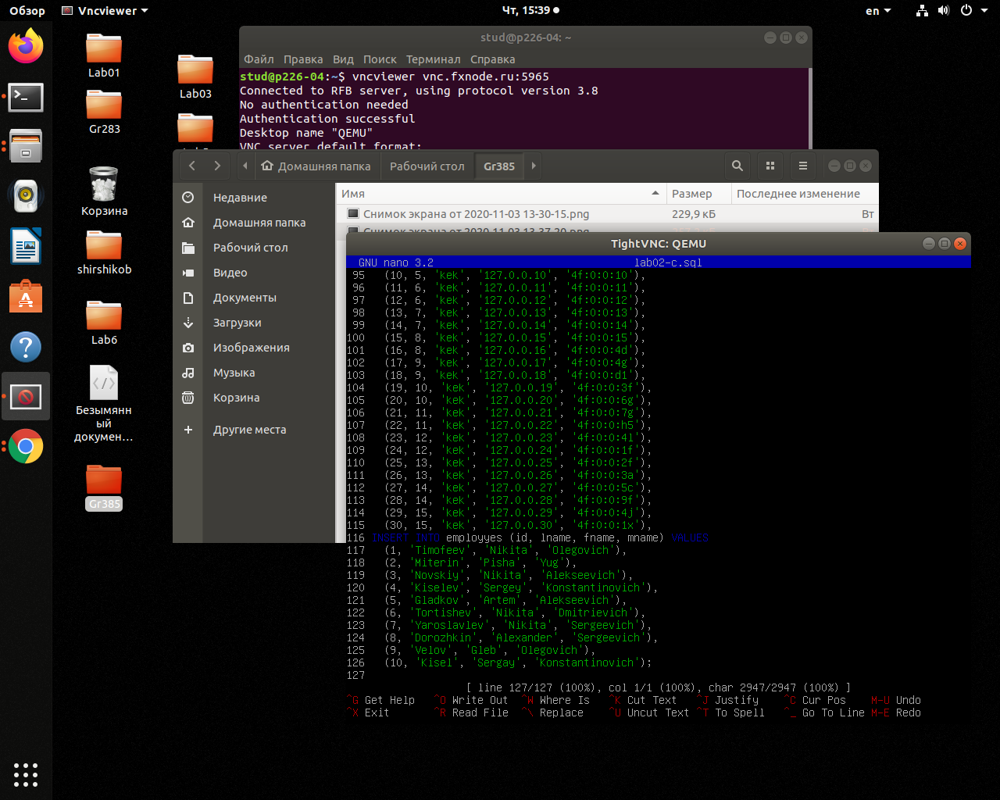 Обзор
Vncviewer
Чт, 15:39
en
Lab01
Gr283
Корзина
shirshikob
Lab6
Безымянн
ый
докумен...
Gr385
Lab03
stud@p226-04: ~
Файл Правка Вид Поиск Терминал Справка
stud@p226-04:~$ vncviewer vnc.fxnode.ru:5965
Connected to RFB server, using protocol version 3.8
No authentication needed
Authentication successful
Desktop name "QEMU"
VNC server default format:
Домашняя папка Рабочий стол Gr385
Недавние
Домашняя папка
Рабочий стол
Видео
Документы
Загрузки
Изображения
Музыка
Корзина
Другие места
Имя Размер Последнее изменение
Снимок экрана от 2020-11-03 13-30-15.png 229,9 кБ Вт
Снимок экрана от 2020-11-03 13-37-20.png
TightVNC: QEMU
GNU nano 3.2 lab02-c.sql
95 (10, 5, 'kek', '127.0.0.10', '4f:0:0:10'),
96 (11, 6, 'kek', '127.0.0.11', '4f:0:0:11'),
97 (12, 6, 'kek', '127.0.0.12', '4f:0:0:12'),
98 (13, 7, 'kek', '127.0.0.13', '4f:0:0:13'),
99 (14, 7, 'kek', '127.0.0.14', '4f:0:0:14'),
100 (15, 8, 'kek', '127.0.0.15', '4f:0:0:15'),
101 (16, 8, 'kek', '127.0.0.16', '4f:0:0:4d'),
102 (17, 9, 'kek', '127.0.0.17', '4f:0:0:4g'),
103 (18, 9, 'kek', '127.0.0.18', '4f:0:0:d1'),
104 (19, 10, 'kek', '127.0.0.19', '4f:0:0:3f'),
105 (20, 10, 'kek', '127.0.0.20', '4f:0:0:6g'),
106 (21, 11, 'kek', '127.0.0.21', '4f:0:0:7g'),
107 (22, 11, 'kek', '127.0.0.22', '4f:0:0:h5'),
108 (23, 12, 'kek', '127.0.0.23', '4f:0:0:4l'),
109 (24, 12, 'kek', '127.0.0.24', '4f:0:0:1f'),
110 (25, 13, 'kek', '127.0.0.25', '4f:0:0:2f'),
111 (26, 13, 'kek', '127.0.0.26', '4f:0:0:3a'),
112 (27, 14, 'kek', '127.0.0.27', '4f:0:0:5c'),
113 (28, 14, 'kek', '127.0.0.28', '4f:0:0:9f'),
114 (29, 15, 'kek', '127.0.0.29', '4f:0:0:4j'),
115 (30, 15, 'kek', '127.0.0.30', '4f:0:0:1x'),
116 INSERT INTO employyes (id, lname, fname, mname) VALUES
117 (1, 'Timofeev', 'Nikita', 'Olegovich'),
118 (2, 'Miterin', 'Pisha', 'Yug'),
119 (3, 'Novskiy', 'Nikita', 'Alekseevich'),
120 (4, 'Kiselev', 'Sergey', 'Konstantinovich'),
121 (5, 'Gladkov', 'Artem', 'Alekseevich'),
122 (6, 'Tortishev', 'Nikita', 'Dmitrievich'),
123 (7, 'Yaroslavlev', 'Nikita', 'Sergeevich'),
124 (8, 'Dorozhkin', 'Alexander', 'Sergeevich'),
125 (9, 'Velov', 'Gleb', 'Olegovich'),
126 (10, 'Kisel', 'Sergay', 'Konstantinovich');
127
[ line 127/127 (100%), col 1/1 (100%), char 2947/2947 (100%) ]
^G Get Help ^O Write Out ^W Where Is ^K Cut Text ^J Justify ^C Cur Pos M-U Undo
^X Exit ^R Read File ^\ Replace ^U Uncut Text ^T To Spell ^_ Go To Line M-E Redo